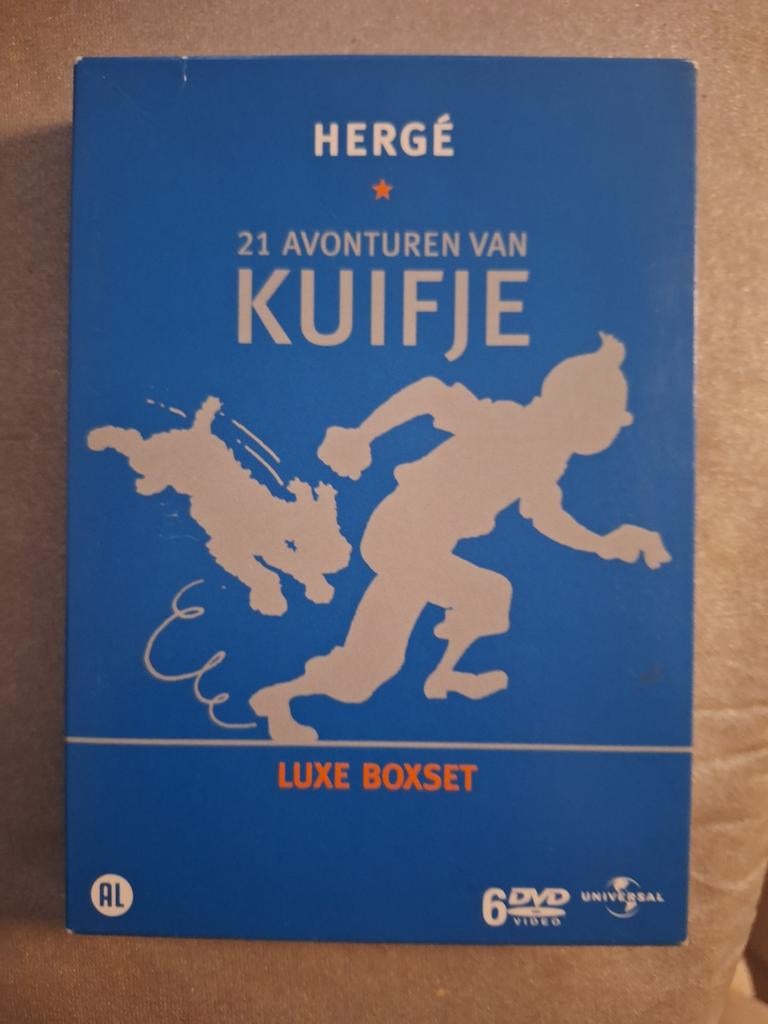 HERGÉ
21 AVONTUREN VAN
KUIFJE
LUXE BOXSET
AL
6 DVD
VIDEO
UNIVERSAL